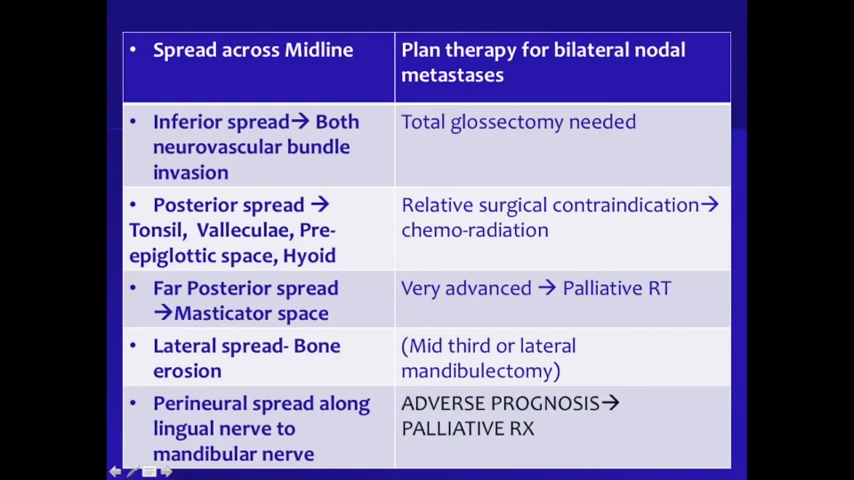 • Spread across Midline
Plan therapy for bilateral nodal
metastases
• Inferior spread→ Both
neurovascular bundle
invasion
Total glossectomy needed
• Posterior spread →
Tonsil, Valleculae, Pre-
epiglottic space, Hyoid
Relative surgical contraindication→
chemo-radiation
• Far Posterior spread
→Masticator space
Very advanced → Palliative RT
• Lateral spread- Bone
erosion
(Mid third or lateral
mandibulectomy)
• Perineural spread along
lingual nerve to
mandibular nerve
ADVERSE PROGNOSIS→
PALLIATIVE RX